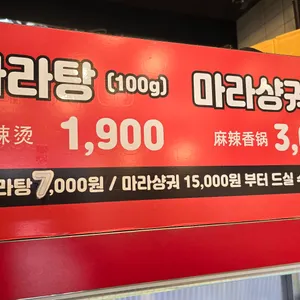 라탕 (100g) 마라샹궈
辣烫 1,900 麻辣香锅 3,
라탕 7,000원 / 마라샹궈 15,000원 부터 드실